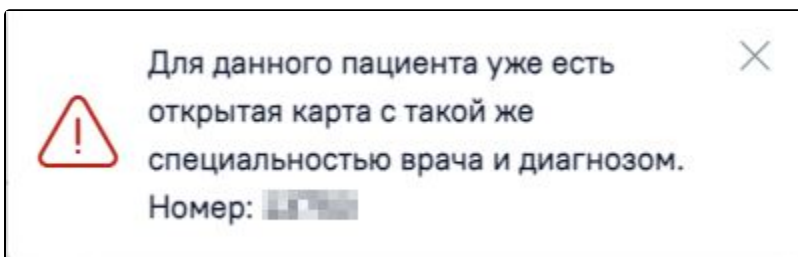 Для данного пациента уже есть
открытая карта с такой же
специальностью врача и диагнозом.
Номер: